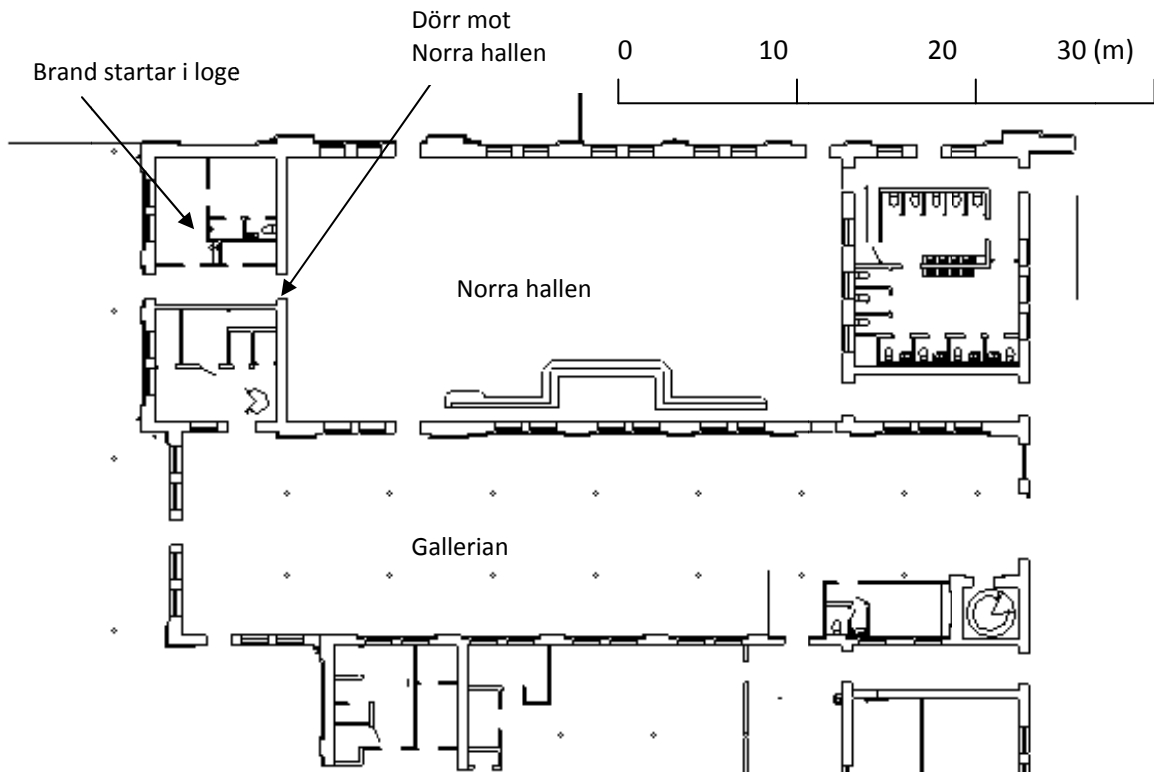 Dörr mot
Norra hallen
0 10 20 30 (m)
Brand startar i loge
Norra hallen
Gallerian